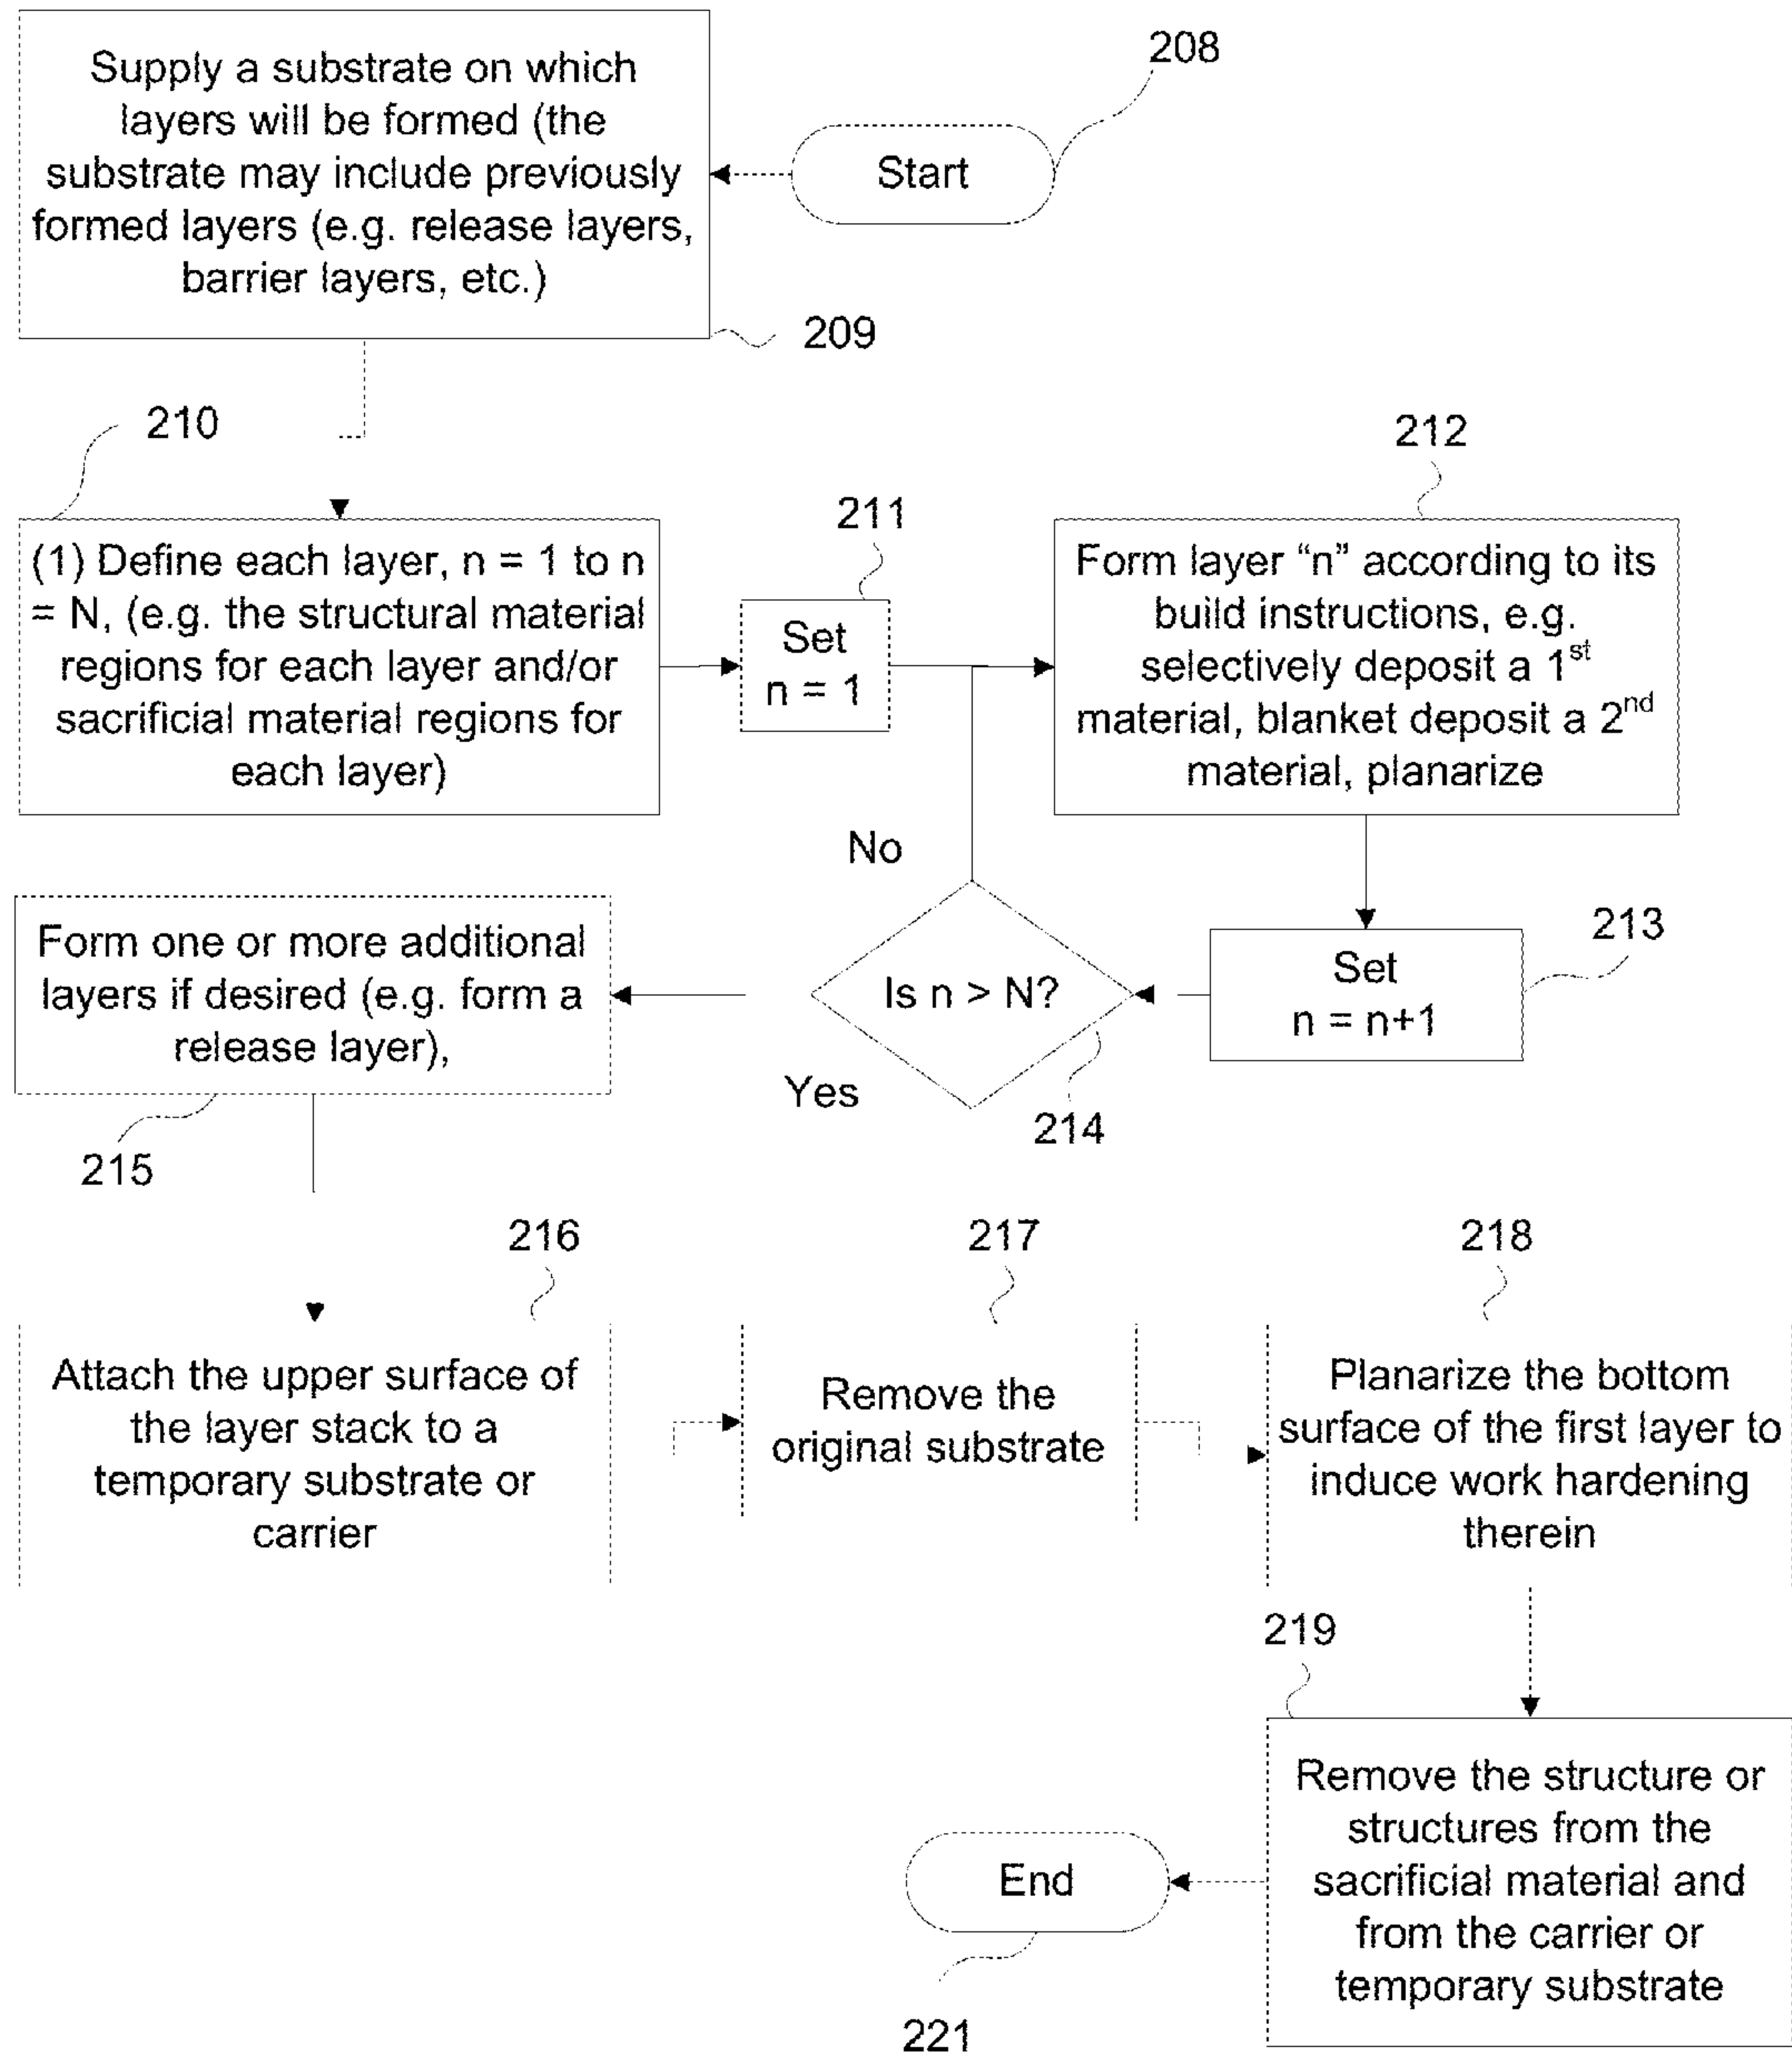 208
Supply a substrate on which
layers will be formed (the
substrate may include previously
formed layers (e.g. release layers,
barrier layers, etc.)
Start
209
210
(1) Define each layer, n = 1 to n
= N, (e.g. the structural material
regions for each layer and/or
sacrificial material regions for
each layer)
211
Set
n = 1
212
Form layer “n” according to its
build instructions, e.g.
selectively deposit a 1st
material, blanket deposit a 2nd
material, planarize
No
Form one or more additional
layers if desired (e.g. form a
release layer),
Is n > N?
Set
n = n+1
213
Yes
214
215
216
217
218
Attach the upper surface of
the layer stack to a
temporary substrate or
carrier
Remove the
original substrate
Planarize the bottom
surface of the first layer to
induce work hardening
therein
219
Remove the structure or
structures from the
sacrificial material and
from the carrier or
temporary substrate
End
221